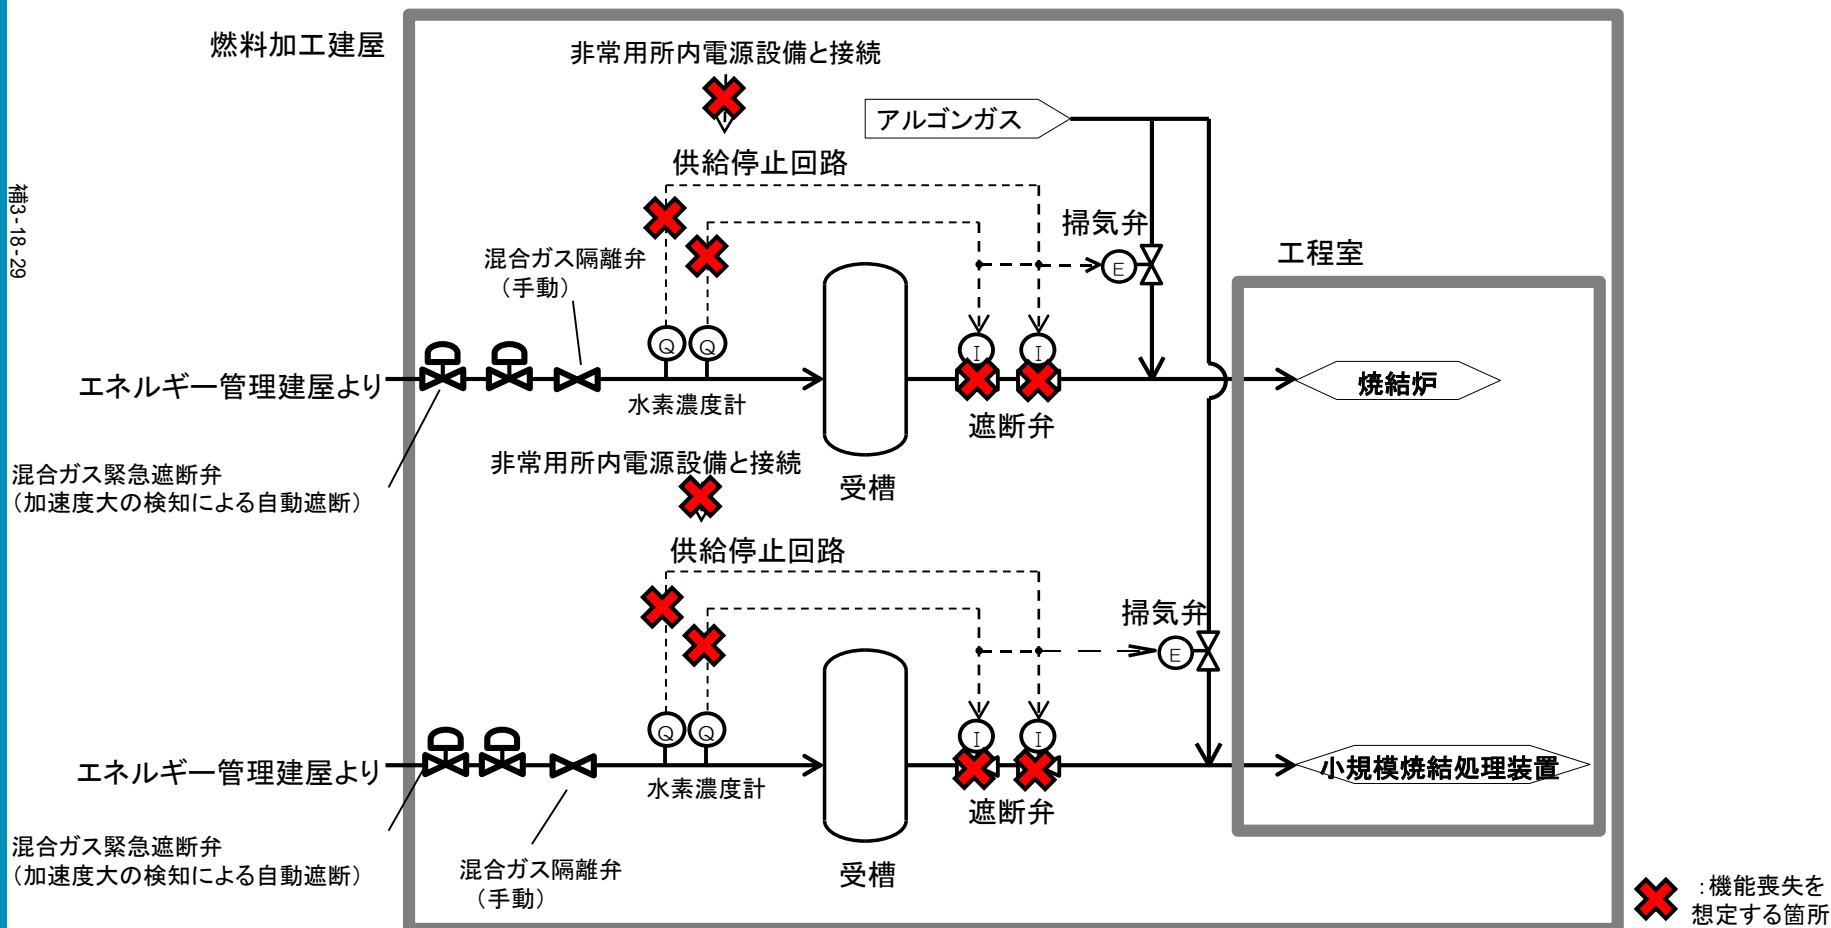 燃料加工建屋
非常用所内電源設備と接続
アルゴンガス
供給停止回路
掃気弁
E
工程室
混合ガス隔離弁
（手動）
Q
Q
I
I
エネルギー管理建屋より
水素濃度計
遮断弁
焼結炉
受槽
混合ガス緊急遮断弁
（加速度大の検知による自動遮断）
非常用所内電源設備と接続
供給停止回路
掃気弁
E
Q
Q
I
I
エネルギー管理建屋より
水素濃度計
遮断弁
小規模焼結処理装置
受槽
混合ガス緊急遮断弁
（加速度大の検知による自動遮断）
混合ガス隔離弁
（手動）
：機能喪失を
想定する箇所
補3-18-29